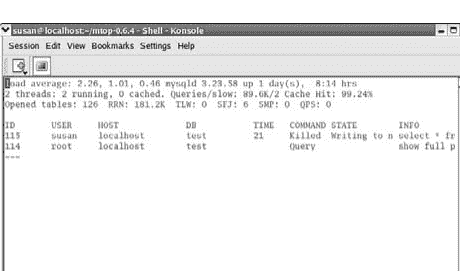 susan@localhost:~/mtop-0.6.4 - Shell - Konsole
Session Edit View Bookmarks Settings Help
load average: 2.26, 1.01, 0.46 mysqld 3.23.58 up 1 day(s), 8:14 hrs
2 threads: 2 running, 0 cached. Queries/slow: 89.6K/2 Cache Hit: 99.24%
Opened tables: 126 RRN: 181.2K TLW: 0 SFJ: 6 SMP: 0 QPS: 0
ID USER HOST DB TIME COMMAND STATE INFO
115 susan localhost test 21 Killed Writing to n select * fr
114 root localhost test Query show full p
---